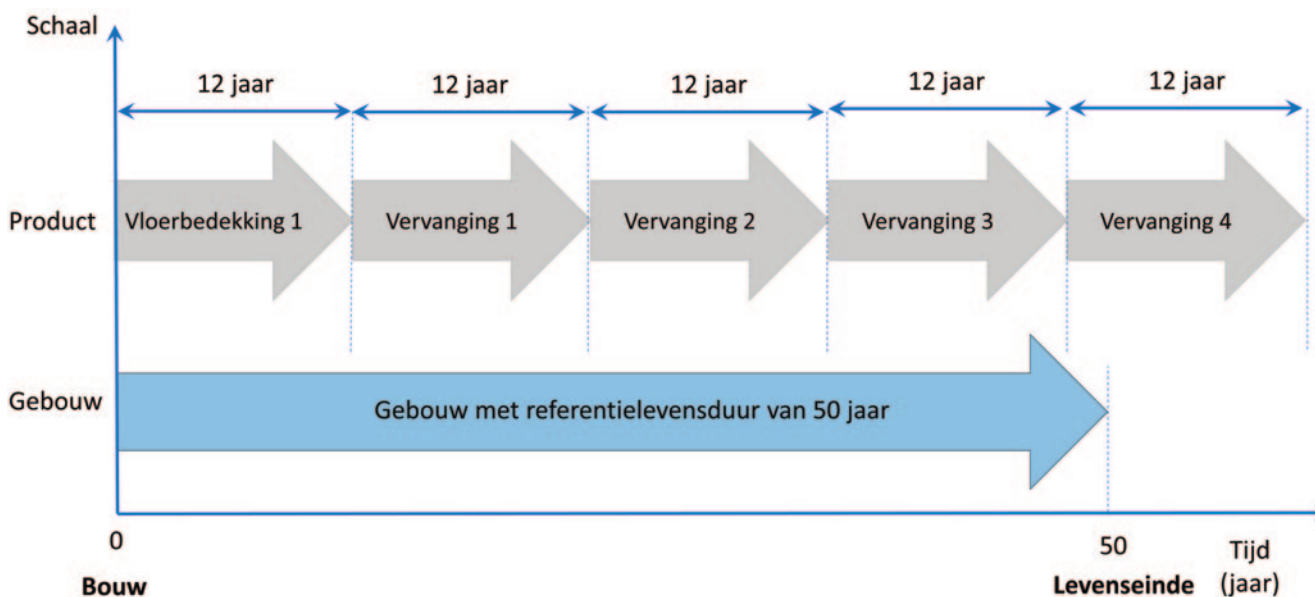 Schaal
12 jaar
12 jaar
12 jaar
12 jaar
12 jaar
Product
Vloerbedekking 1
Vervanging 1
Vervanging 2
Vervanging 3
Vervanging 4
Gebouw
Gebouw met referentielevensduur van 50 jaar
0
50
Tijd
(jaar)
Bouw
Levenseinde